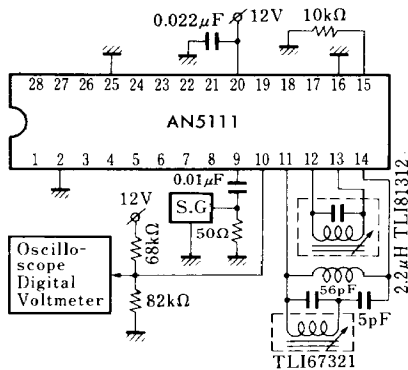 0.022μF 12V 10kΩ
28 27 26 25 24 23 22 21 20 19 18 17 16 15
AN5111
1 2 3 4 5 6 7 8 9 10 11 12 13 14
0.01μF
12V
S.G
68kΩ
50Ω
Oscillo-
scope
Digital
Voltmeter
82kΩ
TLI81312
2.2μH
56pF
5pF
TLI67321